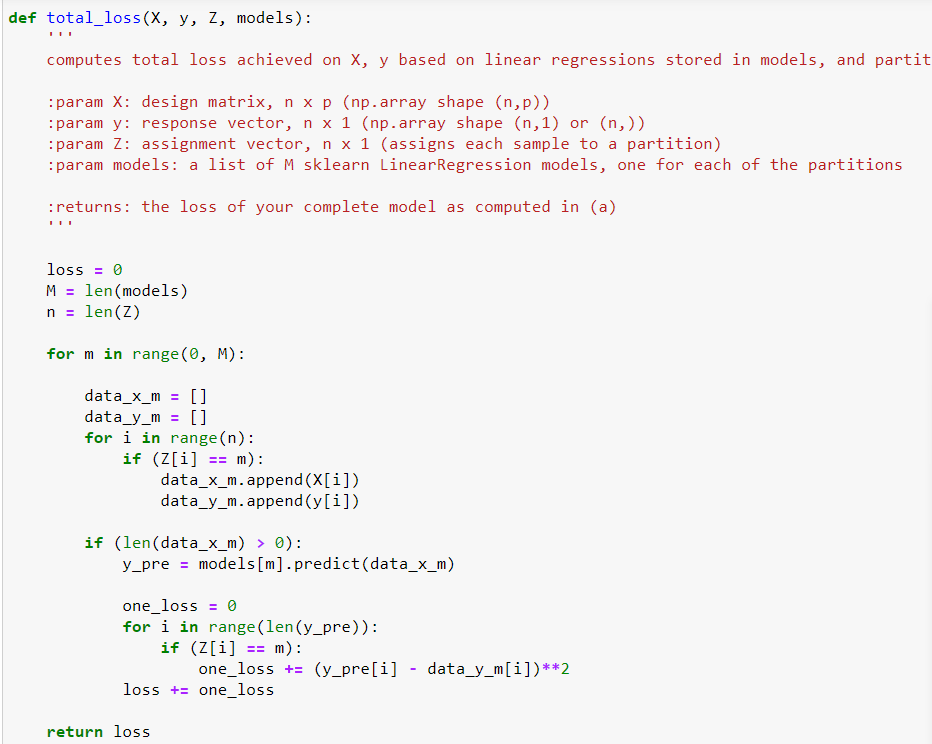 def total_loss(X, y, Z, models):
    '''
    computes total loss achieved on X, y based on linear regressions stored in models, and partit

    :param X: design matrix, n x p (np.array shape (n,p))
    :param y: response vector, n x 1 (np.array shape (n,1) or (n,))
    :param Z: assignment vector, n x 1 (assigns each sample to a partition)
    :param models: a list of M sklearn LinearRegression models, one for each of the partitions

    :returns: the loss of your complete model as computed in (a)
    '''

    loss = 0
    M = len(models)
    n = len(Z)

    for m in range(0, M):

        data_x_m = []
        data_y_m = []
        for i in range(n):
            if (Z[i] == m):
                data_x_m.append(X[i])
                data_y_m.append(y[i])

        if (len(data_x_m) > 0):
            y_pre = models[m].predict(data_x_m)

            one_loss = 0
            for i in range(len(y_pre)):
                if (Z[i] == m):
                    one_loss += (y_pre[i] - data_y_m[i])**2
            loss += one_loss

    return loss